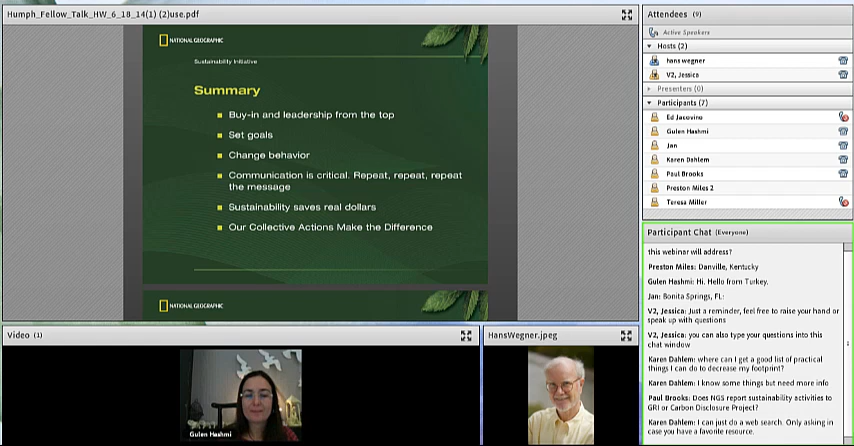 Humph_Fellow_Talk_HW_6_18_14(1) (2)use.pdf
NATIONAL GEOGRAPHIC
Sustainability Initiative
Summary
Buy-in and leadership from the top
Set goals
Change behavior
Communication is critical. Repeat, repeat, repeat
the message
Sustainability saves real dollars
Our Collective Actions Make the Difference
NATIONAL GEOGRAPHIC
Video (1)
Gulen Hashmi
HansWegner.jpeg
Attendees (9)
Active Speakers
Hosts (2)
hans wegner
V2, Jessica
Presenters (0)
Participants (7)
Ed Jacovino
Gulen Hashmi
Jan
Karen Dahlem
Paul Brooks
Preston Miles 2
Teresa Miller
Participant Chat (Everyone)
this webinar will address?
Preston Miles: Danville, Kentucky
Gulen Hashmi: Hi. Hello from Turkey.
Jan: Bonita Springs, FL:
V2, Jessica: Just a reminder, feel free to raise your hand or
speak up with questions
V2, Jessica: you can also type your questions into this
chat window
Karen Dahlem: where can I get a good list of practical
things I can do to decrease my footprint?
Karen Dahlem: I know some things but need more info
Paul Brooks: Does NGS report sustainability activities to
GRI or Carbon Disclosure Project?
Karen Dahlem: I can just do a web search. Only asking in
case you have a favorite resource.